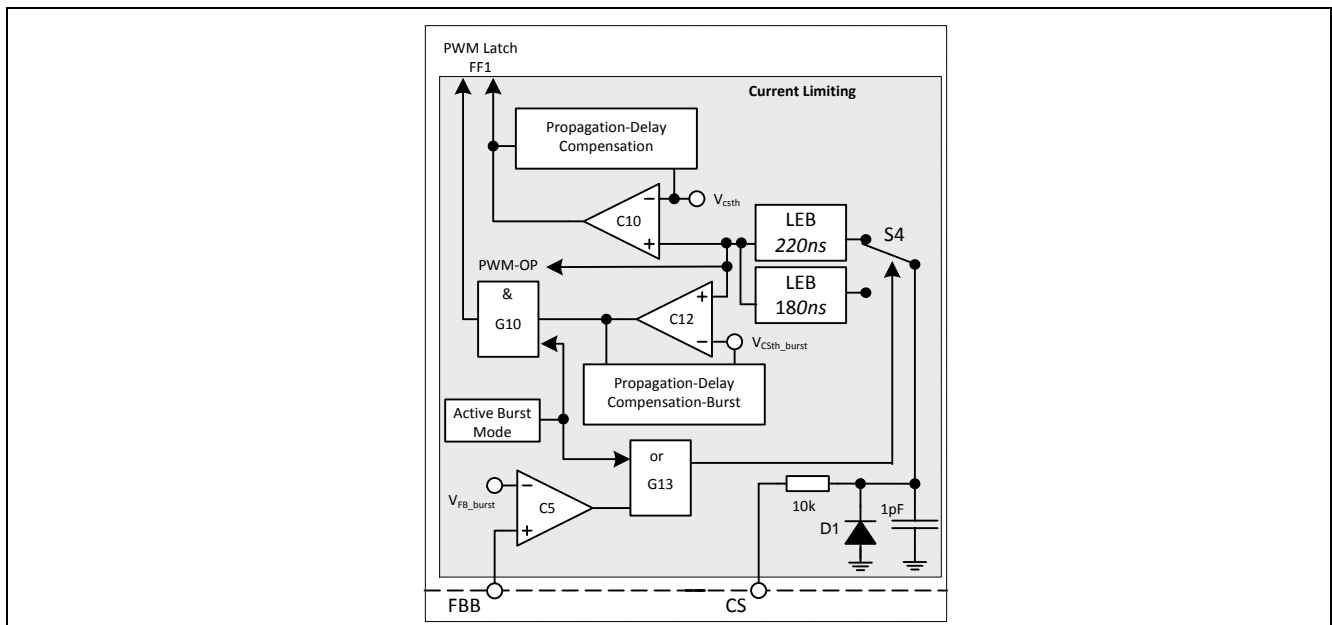 PWM Latch
FF1
Current Limiting
Propagation-Delay
Compensation
−
Vcsth
C10
+
LEB
220ns
S4
PWM-OP
LEB
180ns
&
G10
+
C12
−
VCSth_burst
Propagation-Delay
Compensation-Burst
Active Burst
Mode
or
G13
−
VFB_burst
C5
+
10k
1pF
D1
FBB
CS